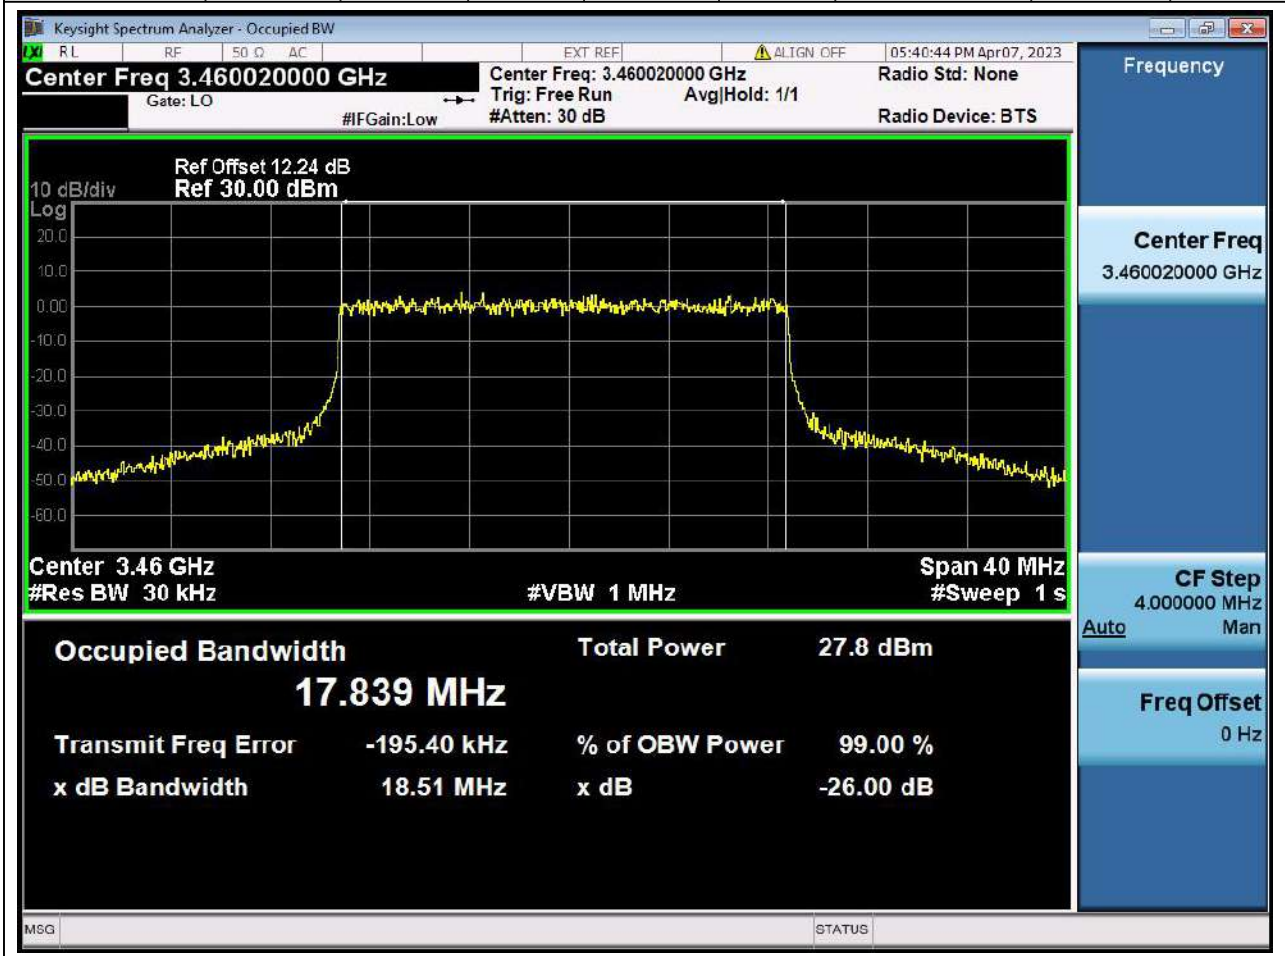 Keysight Spectrum Analyzer - Occupied BW
LXI RL RF 50 Ω AC EXT REF ALIGN OFF 05:40:44 PM Apr 07, 2023
Center Freq 3.460020000 GHz
Center Freq: 3.460020000 GHz
Radio Std: None
Gate: LO
Trig: Free Run Avg|Hold: 1/1
#IFGain:Low
#Atten: 30 dB
Radio Device: BTS
Frequency
Ref Offset 12.24 dB
10 dB/div Ref 30.00 dBm
Log
20.0
10.0
0.00
-10.0
-20.0
-30.0
-40.0
-50.0
-60.0
Center 3.46 GHz
Span 40 MHz
#Res BW 30 kHz
#VBW 1 MHz
#Sweep 1 s
Center Freq
3.460020000 GHz
CF Step
4.000000 MHz
Auto Man
Freq Offset
0 Hz
Occupied Bandwidth
17.839 MHz
Total Power 27.8 dBm
Transmit Freq Error -195.40 kHz
% of OBW Power 99.00 %
x dB Bandwidth 18.51 MHz
x dB -26.00 dB
MSG
STATUS